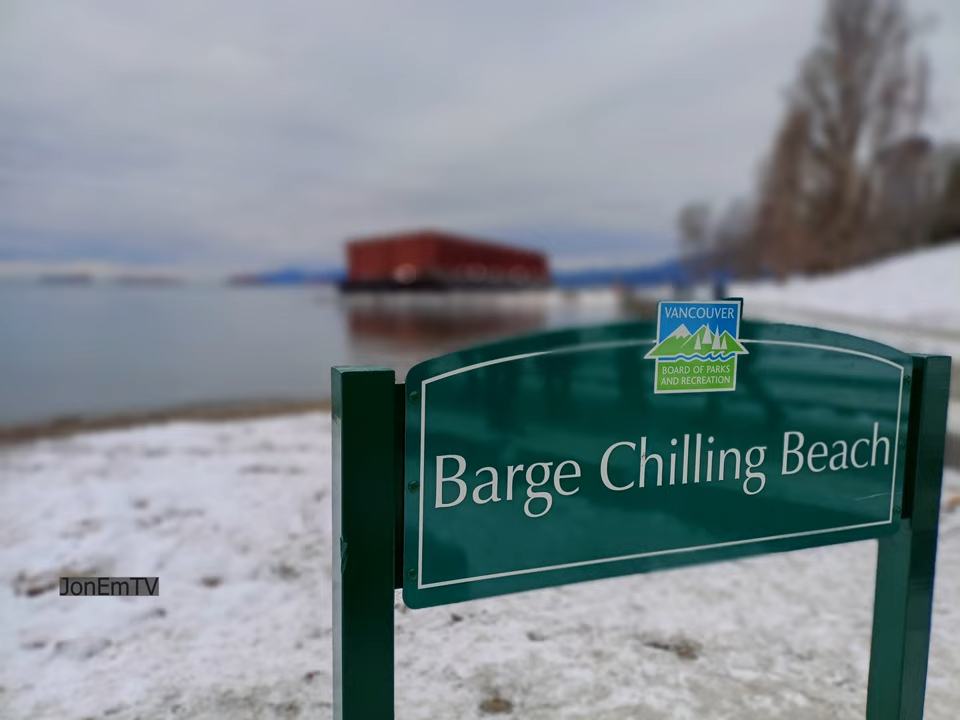 VANCOUVER
BOARD OF PARKS
AND RECREATION
Barge Chilling Beach
JonEmTV